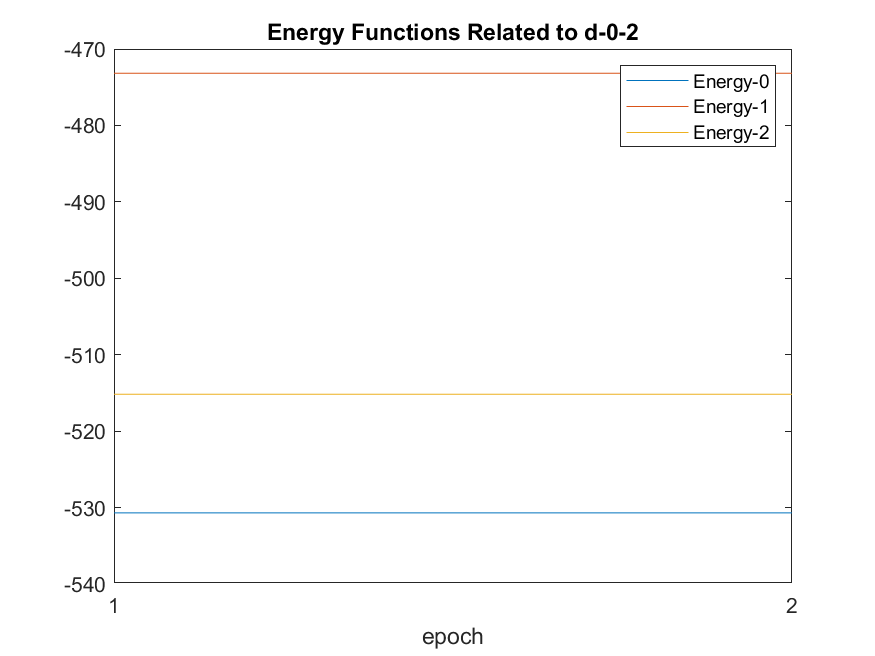 Energy Functions Related to d-0-2
-470
-480
-490
-500
-510
-520
-530
-540
Energy-0
Energy-1
Energy-2
1
2
epoch